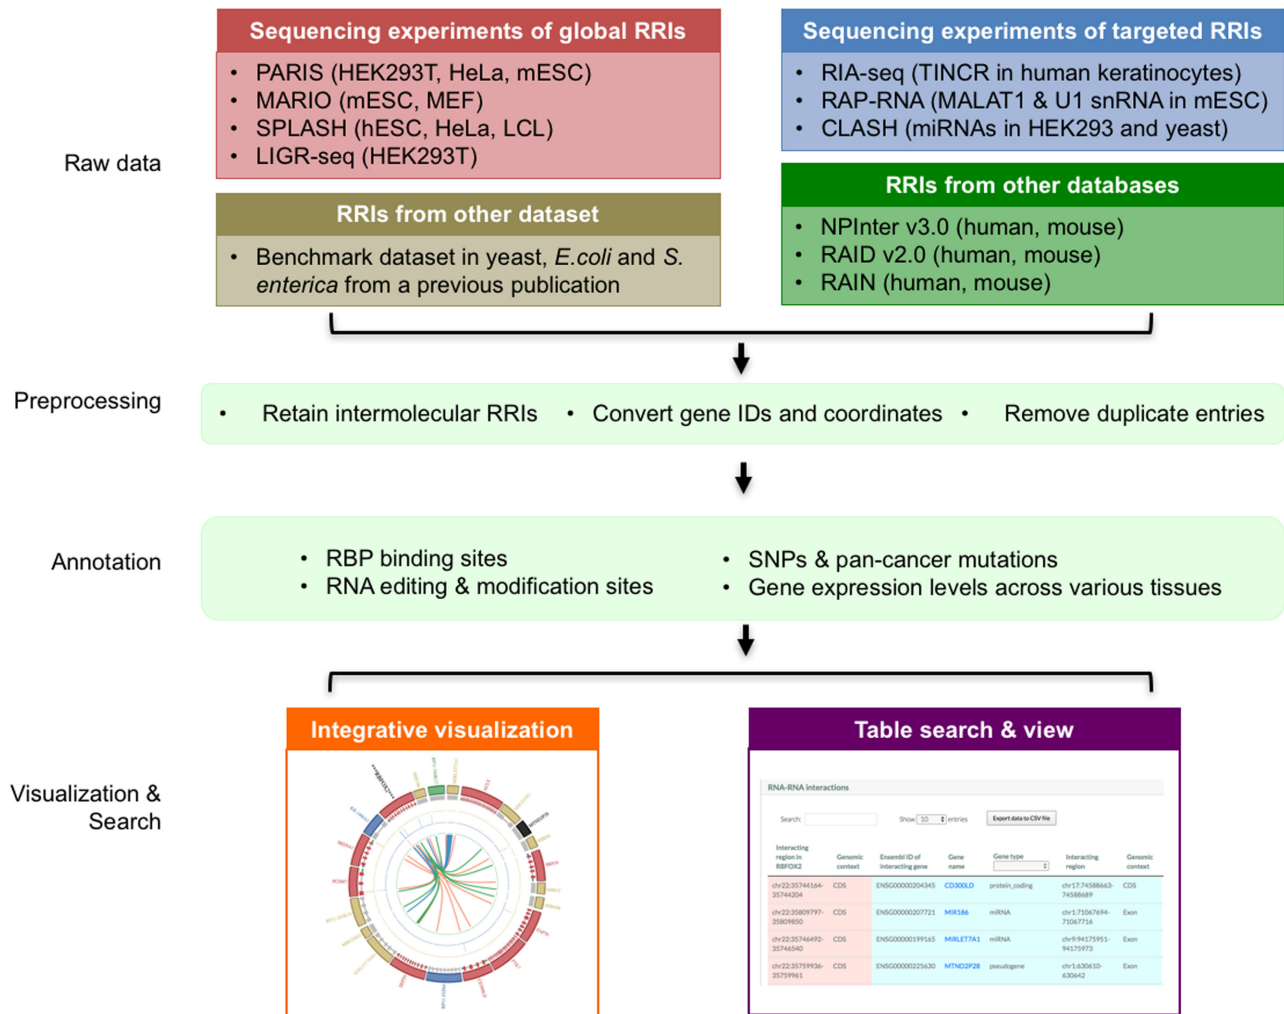 Sequencing experiments of global RRIs
• PARIS (HEK293T, HeLa, mESC)
• MARIO (mESC, MEF)
• SPLASH (hESC, HeLa, LCL)
• LIGR-seq (HEK293T)
Sequencing experiments of targeted RRIs
• RIA-seq (TINCR in human keratinocytes)
• RAP-RNA (MALAT1 & U1 snRNA in mESC)
• CLASH (miRNAs in HEK293 and yeast)
Raw data
RRIs from other dataset
• Benchmark dataset in yeast, E.coli and S.
enterica from a previous publication
RRIs from other databases
• NPInter v3.0 (human, mouse)
• RAID v2.0 (human, mouse)
• RAIN (human, mouse)
Preprocessing
• Retain intermolecular RRIs • Convert gene IDs and coordinates • Remove duplicate entries
Annotation
• RBP binding sites
• RNA editing & modification sites
• SNPs & pan-cancer mutations
• Gene expression levels across various tissues
Visualization &
Search
Integrative visualization
Table search & view
RNA-RNA interactions
Search: Show 10 entries Export data to CSV file
Interacting region in RBFOX2 Genomic context Ensembl ID of interacting gene Gene name Gene type Interacting region Genomic context
chr22:35744164-35744204 CDS ENSG00000204345 CD300LD protein_coding chr17:74588663-74588689 CDS
chr22:35809797-35809850 CDS ENSG00000207721 MIR186 miRNA chr1:71067694-71067716 Exon
chr22:35746492-35746540 CDS ENSG00000199165 MIRLET7A1 miRNA chr9:94175951-94175973 Exon
chr22:35759936-35759961 CDS ENSG00000225630 MTND2P28 pseudogene chr1:630610-630642 Exon